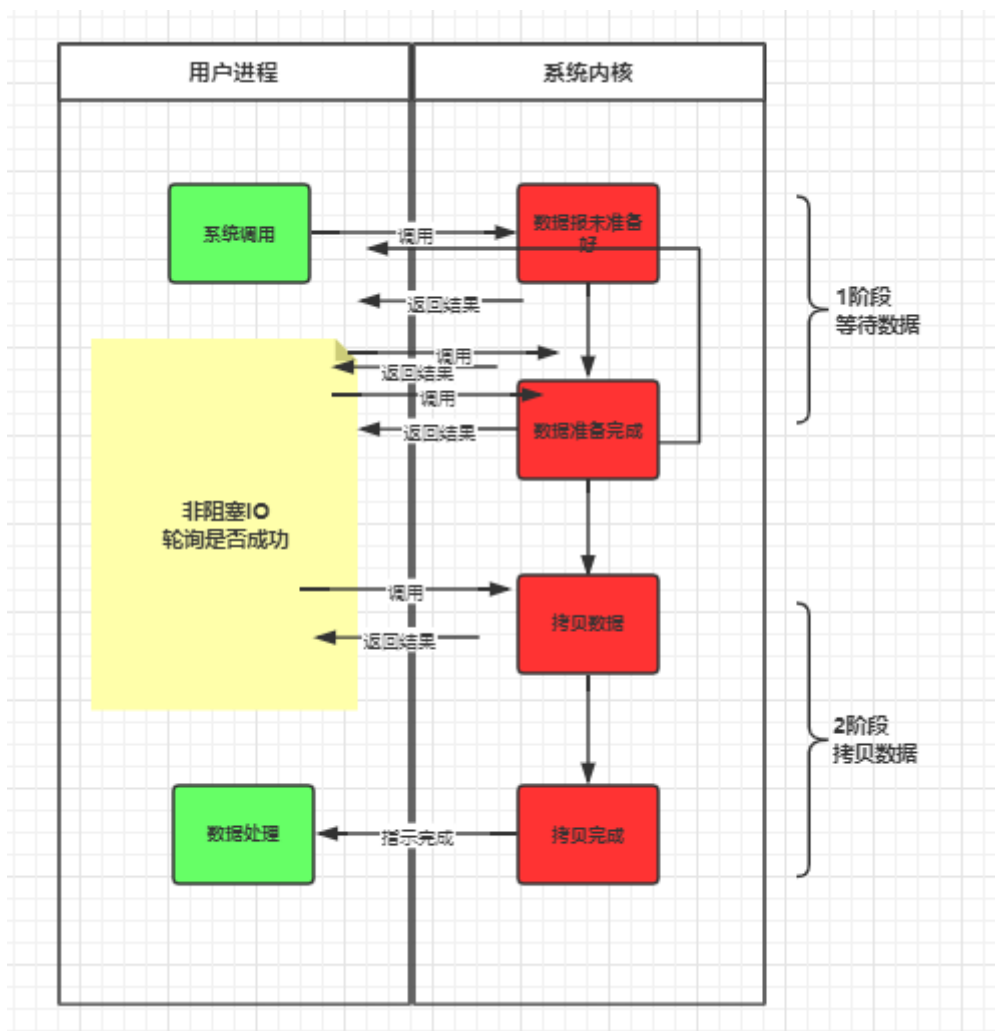 用户进程
系统内核
系统调用
调用
数据报未准备
好
返回结果
1阶段
等待数据
调用
返回结果
调用
返回结果
数据准备完成
非阻塞IO
轮询是否成功
调用
拷贝数据
返回结果
2阶段
拷贝数据
数据处理
指示完成
拷贝完成